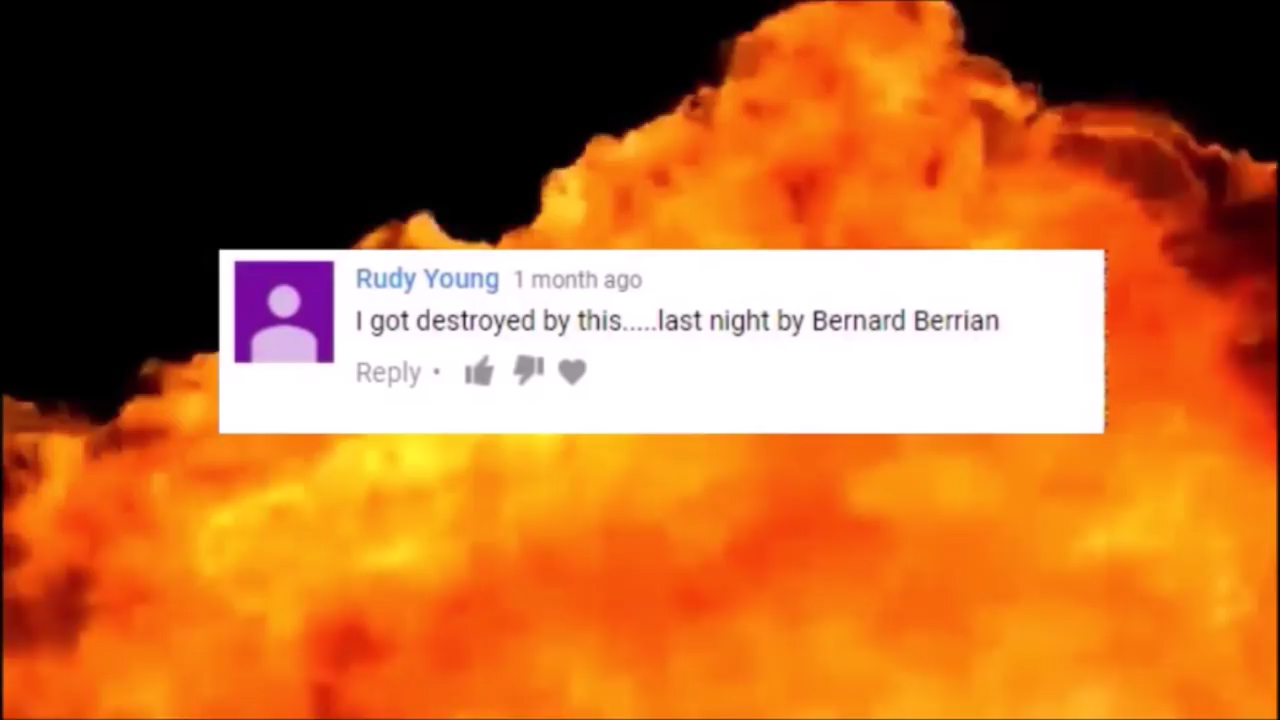 Rudy Young 1 month ago
I got destroyed by this.....last night by Bernard Berrian
Reply •